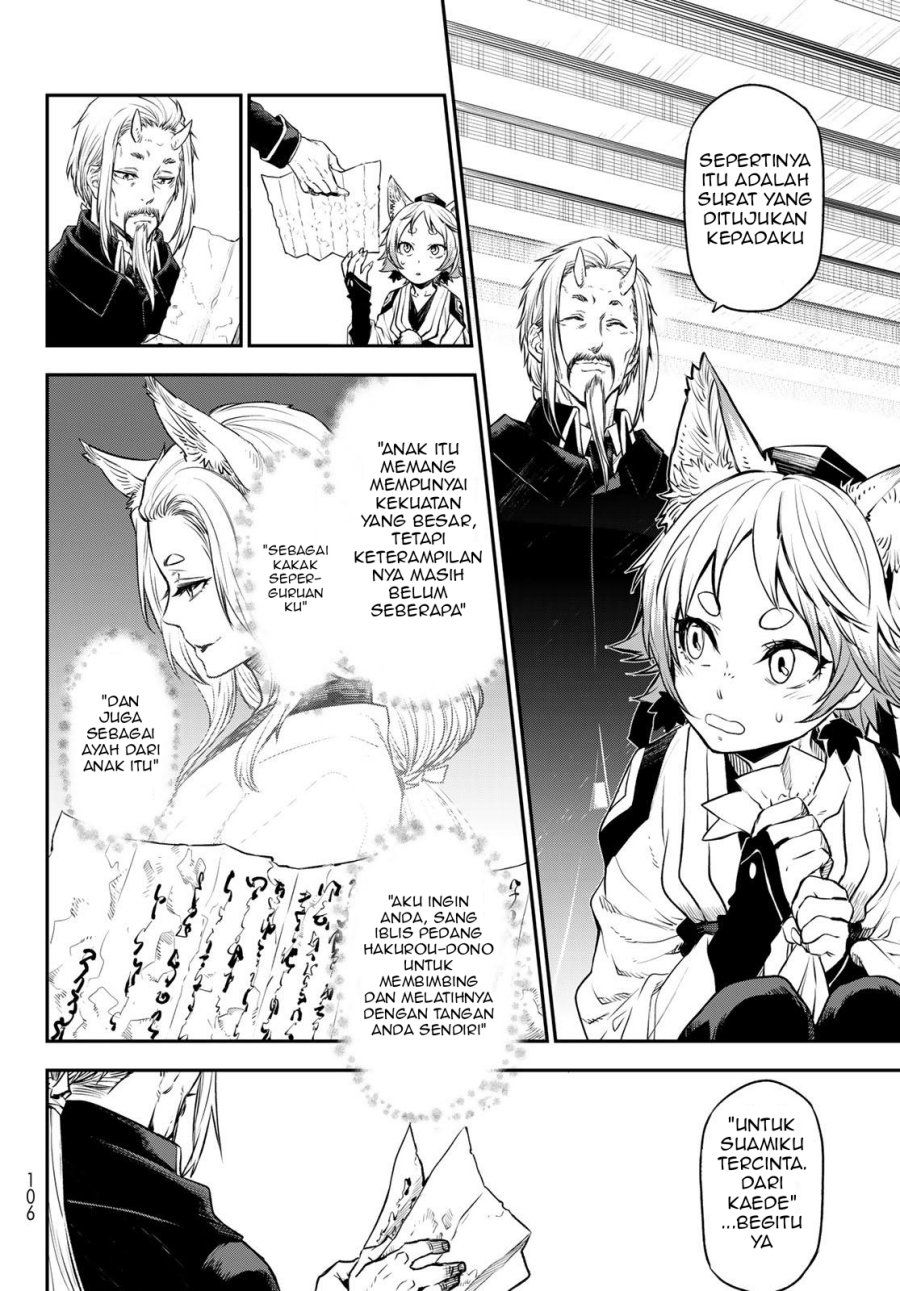 SEPERTINYA
ITU ADALAH
SURAT YANG
DITUJUKAN
KEPADAKU
"ANAK ITU
MEMANG
MEMPUNYAI
KEKUATAN
YANG BESAR,
TETAPI
KETERAMPILAN
NYA MASIH
BELUM
SEBERAPA"
"SEBAGAI
KAKAK
SEPER-
GURUAN
KU"
"DAN
JUGA
SEBAGAI
AYAH DARI
ANAK ITU"
"AKU INGIN
ANDA, SANG
IBLIS PEDANG
HAKUROU-DONO
UNTUK
MEMBIMBING
DAN MELATIHNYA
DENGAN TANGAN
ANDA SENDIRI"
"UNTUK
SUAMIKU
TERCINTA.
DARI
KAEDE"
...BEGITU
YA
106